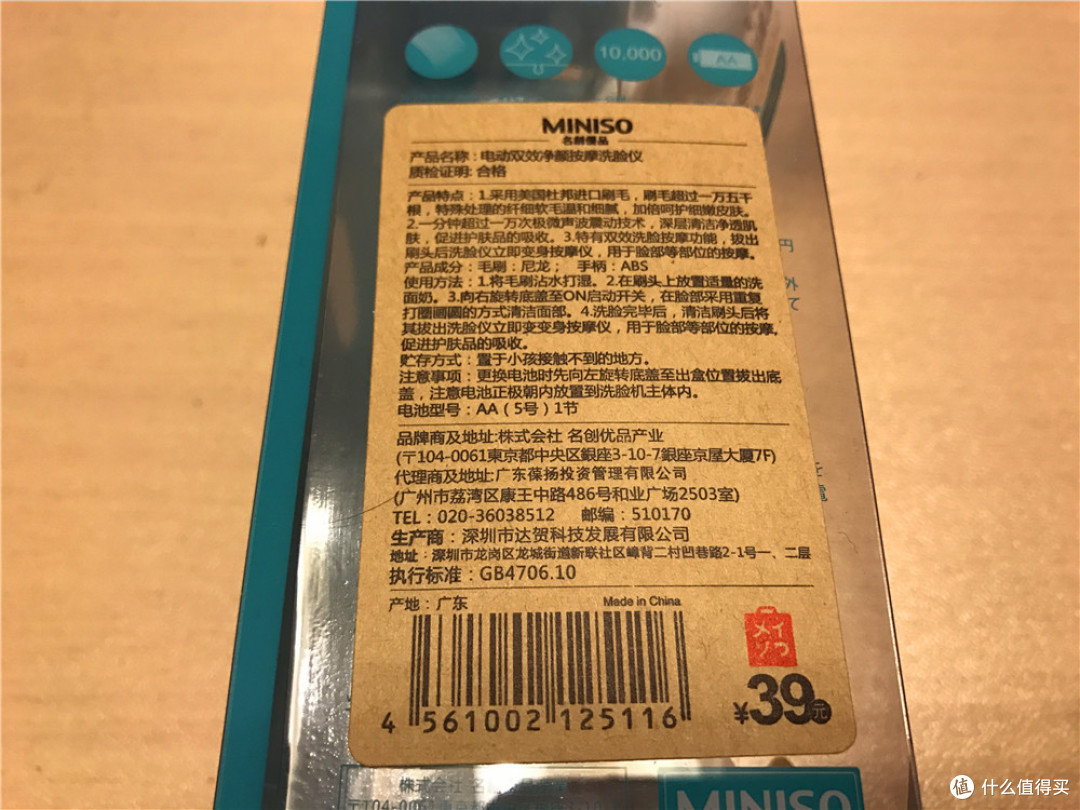 10,000
AA
MINISO
名創優品
产品名称：电动双效净颜按摩洗脸仪
质检证明: 合格
产品特点：1.采用美国杜邦进口刷毛，刷毛超过一万五千
根，特殊处理的纤细软毛温和细腻，加倍呵护细嫩皮肤。
2.一分钟超过一万次极微声波震动技术，深层清洁净透肌
肤，促进护肤品的吸收。3.特有双效洗脸按摩功能，拔出
刷头后洗脸仪立即变身按摩仪，用于脸部等部位的按摩。
产品成分：毛刷：尼龙； 手柄：ABS
使用方法：1.将毛刷沾水打湿。2.在刷头上放置适量的洗
面奶。3.向右旋转底盖至ON启动开关，在脸部采用重复
打圈画圆的方式清洁面部。4.洗脸完毕后，清洁刷头后将
其拔出洗脸仪立即变变身按摩仪，用于脸部等部位的按摩,
促进护肤品的吸收。
贮存方式：置于小孩接触不到的地方。
注意事项：更换电池时先向左旋转底盖至出盒位置拔出底
盖，注意电池正极朝内放置到洗脸机主体内。
电池型号：AA（5号）1节
品牌商及地址:株式会社 名创优品产业
(〒104-0061東京都中央区銀座3-10-7銀座京屋大厦7F)
代理商及地址:广东葆扬投资管理有限公司
(广州市荔湾区康王中路486号和业广场2503室)
TEL：020-36038512 邮编：510170
生产商：深圳市达贺科技发展有限公司
地址：深圳市龙岗区龙城街道新联社区嶂背二村凹巷路2-1号一、二层
执行标准：GB4706.10
产地：广东 Made in China
メイソウ
4 561002 125116
¥39元
株式会社
〒104-0061
MINISO
值 什么值得买